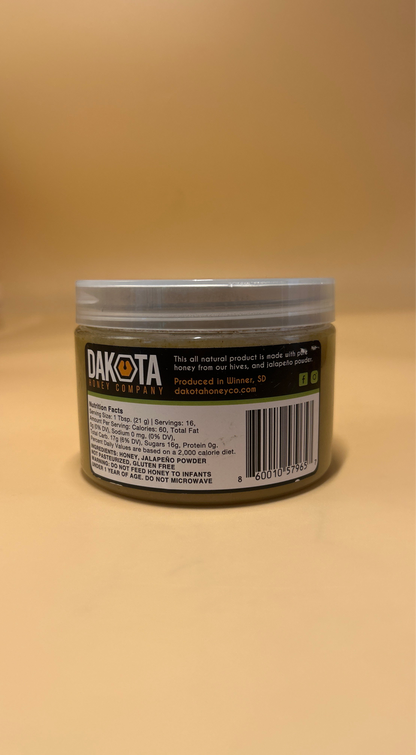 DAKOTA
HONEY COMPANY
This all natural product is made with pure
honey from our hives, and jalapeño powder.
Produced in Winner, SD
dakotahoneyco.com
Nutrition Facts
Serving Size: 1 Tbsp. (21 g) | Servings: 16,
Amount Per Serving: Calories: 60, Total Fat
0g (0% DV), Sodium 0 mg, (0% DV),
Total Carb. 17g (6% DV), Sugars 16g, Protein 0g.
Percent Daily Values are based on a 2,000 calorie diet.
INGREDIENTS: HONEY, JALAPEÑO POWDER
NOT PASTEURIZED, GLUTEN FREE
WARNING: DO NOT FEED HONEY TO INFANTS
UNDER 1 YEAR OF AGE. DO NOT MICROWAVE
8 60010 57965